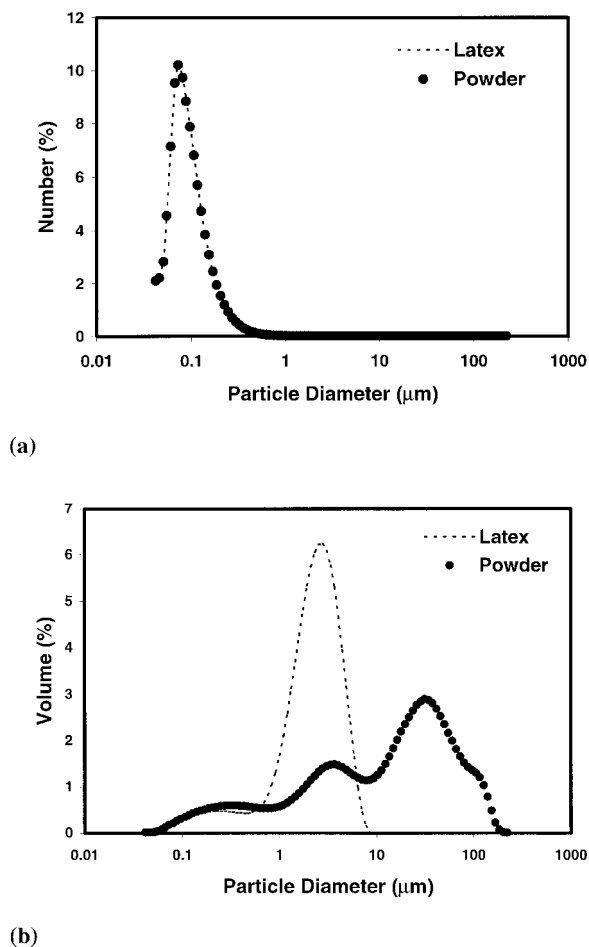 12
10
8
6
4
2
0
Number (%)
Latex
Powder
0.01 0.1 1 10 100 1000
Particle Diameter (μm)
(a)
7
6
5
4
3
2
1
0
Volume (%)
Latex
Powder
0.01 0.1 1 10 100 1000
Particle Diameter (μm)
(b)